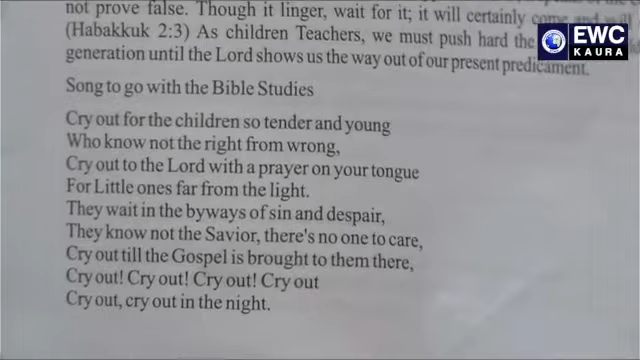 not prove false. Though it linger, wait for it; it will certainly come and
(Habakkuk 2:3) As children Teachers, we must push hard the
generation until the Lord shows us the way out of our present predicament.
Song to go with the Bible Studies
Cry out for the children so tender and young
Who know not the right from wrong,
Cry out to the Lord with a prayer on your tongue
For Little ones far from the light.
They wait in the byways of sin and despair,
They know not the Savior, there's no one to care,
Cry out till the Gospel is brought to them there,
Cry out! Cry out! Cry out! Cry out
Cry out, cry out in the night.
EWC
KAURA